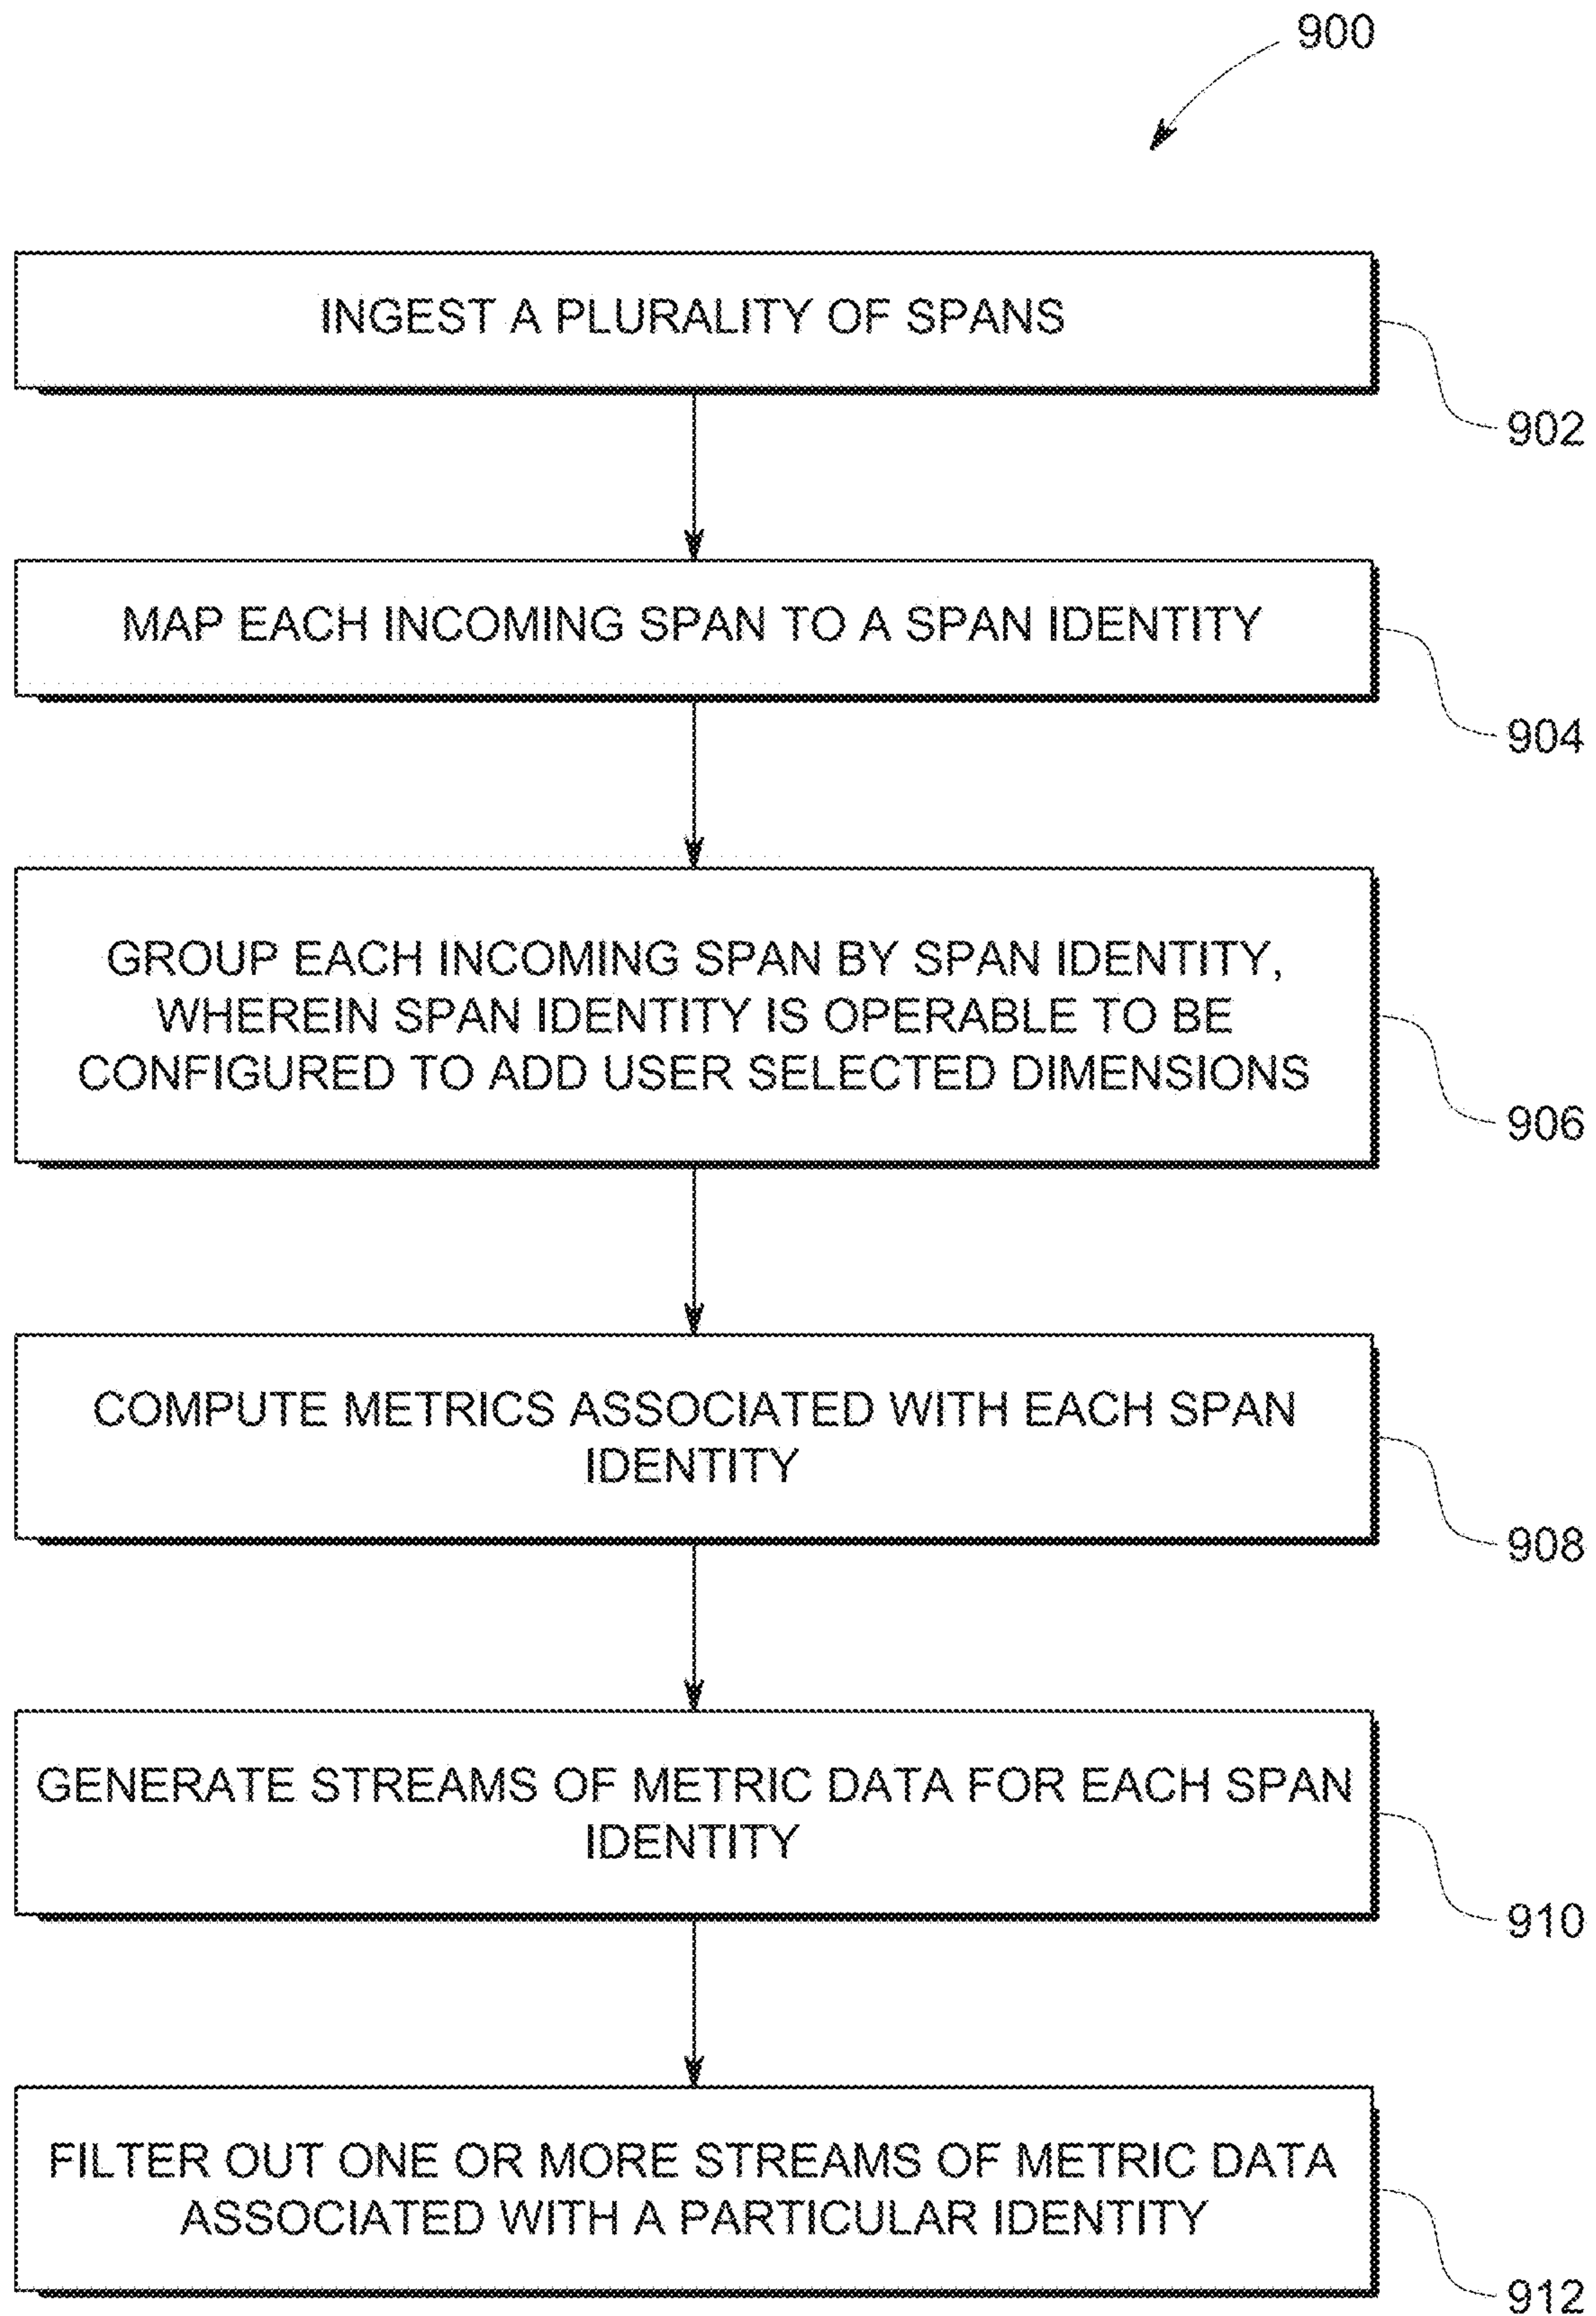 900
INGEST A PLURALITY OF SPANS
902
MAP EACH INCOMING SPAN TO A SPAN IDENTITY
904
GROUP EACH INCOMING SPAN BY SPAN IDENTITY,
WHEREIN SPAN IDENTITY IS OPERABLE TO BE
CONFIGURED TO ADD USER SELECTED DIMENSIONS
906
COMPUTE METRICS ASSOCIATED WITH EACH SPAN
IDENTITY
908
GENERATE STREAMS OF METRIC DATA FOR EACH SPAN
IDENTITY
910
FILTER OUT ONE OR MORE STREAMS OF METRIC DATA
ASSOCIATED WITH A PARTICULAR IDENTITY
912